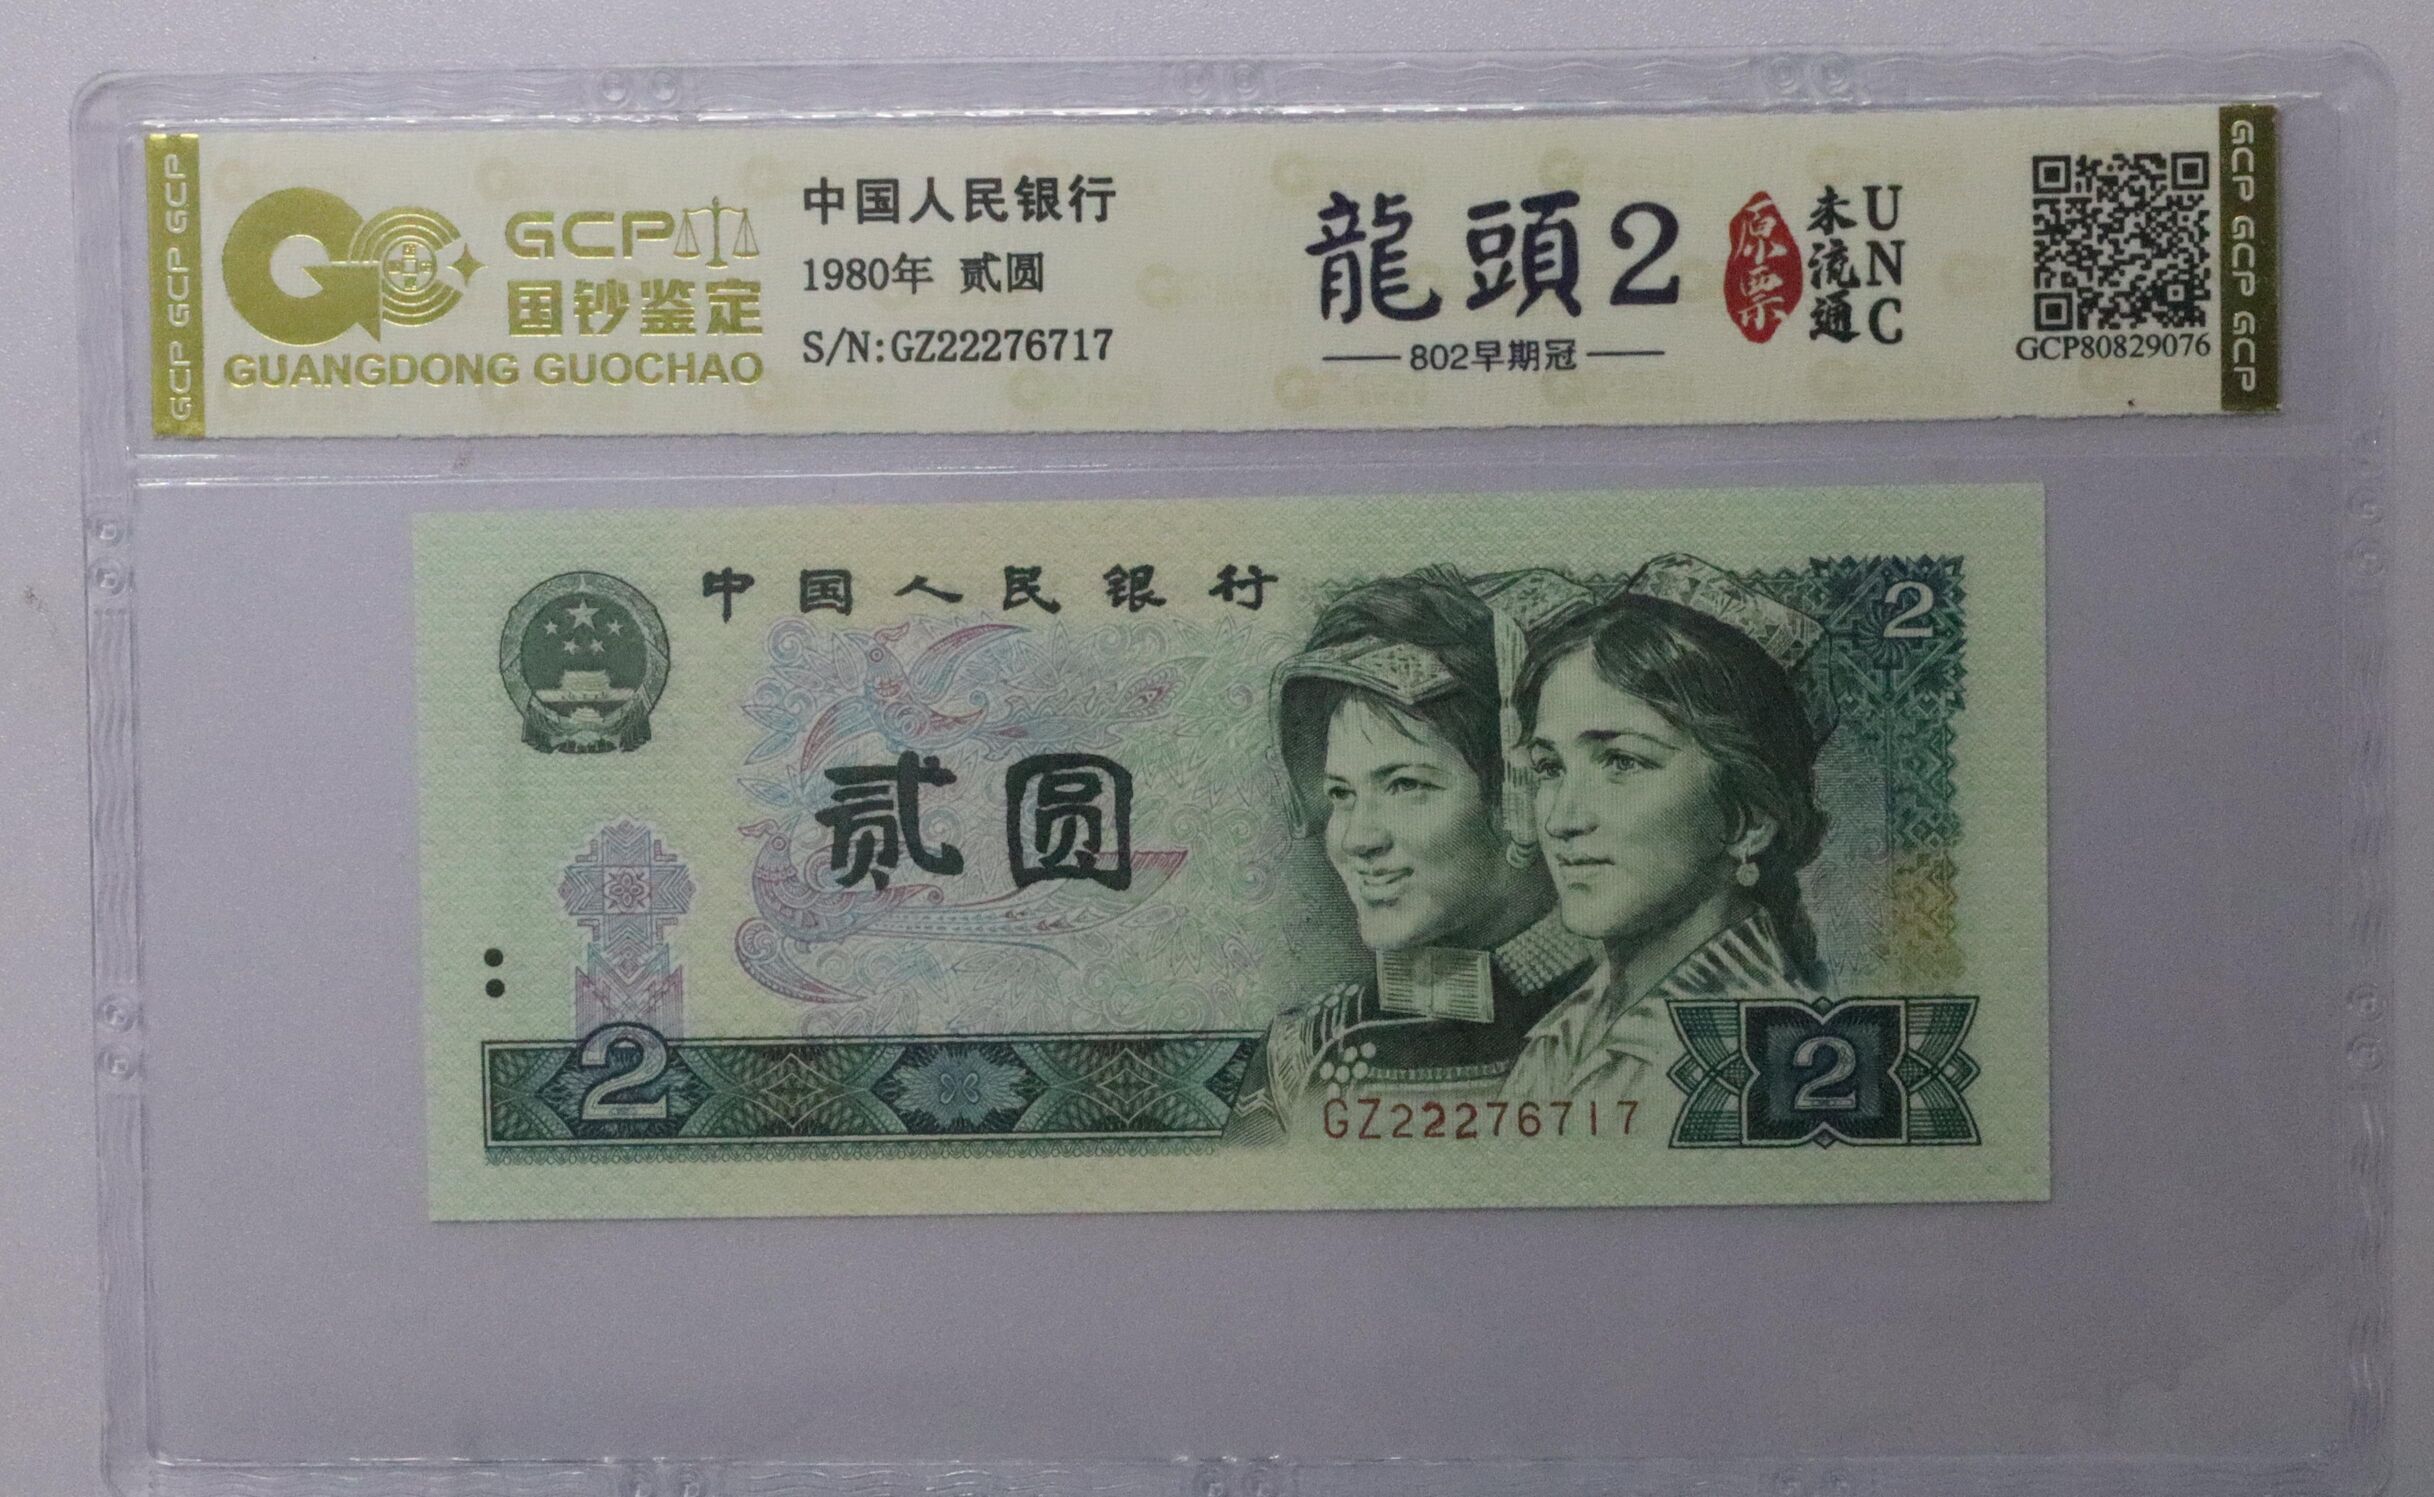 GCP GCP GCP
GCP
国钞鉴定
GUANGDONG GUOCHAO
中国人民银行
1980年 贰圆
S/N:GZ22276717
龍頭2
802早期冠
原票
未流通
UNC
GCP80829076
GCP GCP GCP
中国人民银行
2
贰圆
2
GZ22276717
2